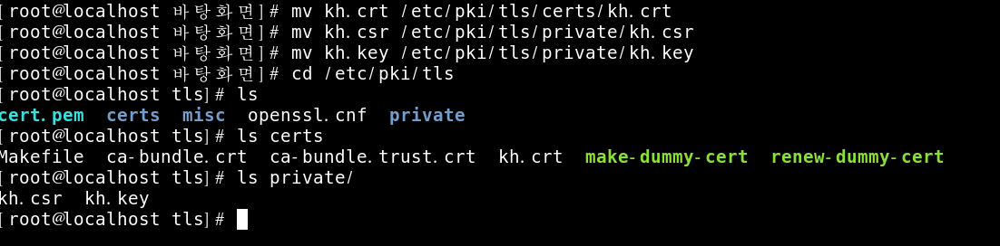 [root@localhost 바탕화면]# mv kh.crt /etc/pki/tls/certs/kh.crt
[root@localhost 바탕화면]# mv kh.csr /etc/pki/tls/private/kh.csr
[root@localhost 바탕화면]# mv kh.key /etc/pki/tls/private/kh.key
[root@localhost 바탕화면]# cd /etc/pki/tls
[root@localhost tls]# ls
cert.pem  certs  misc  openssl.cnf  private
[root@localhost tls]# ls certs
Makefile  ca-bundle.crt  ca-bundle.trust.crt  kh.crt  make-dummy-cert  renew-dummy-cert
[root@localhost tls]# ls private/
kh.csr  kh.key
[root@localhost tls]#